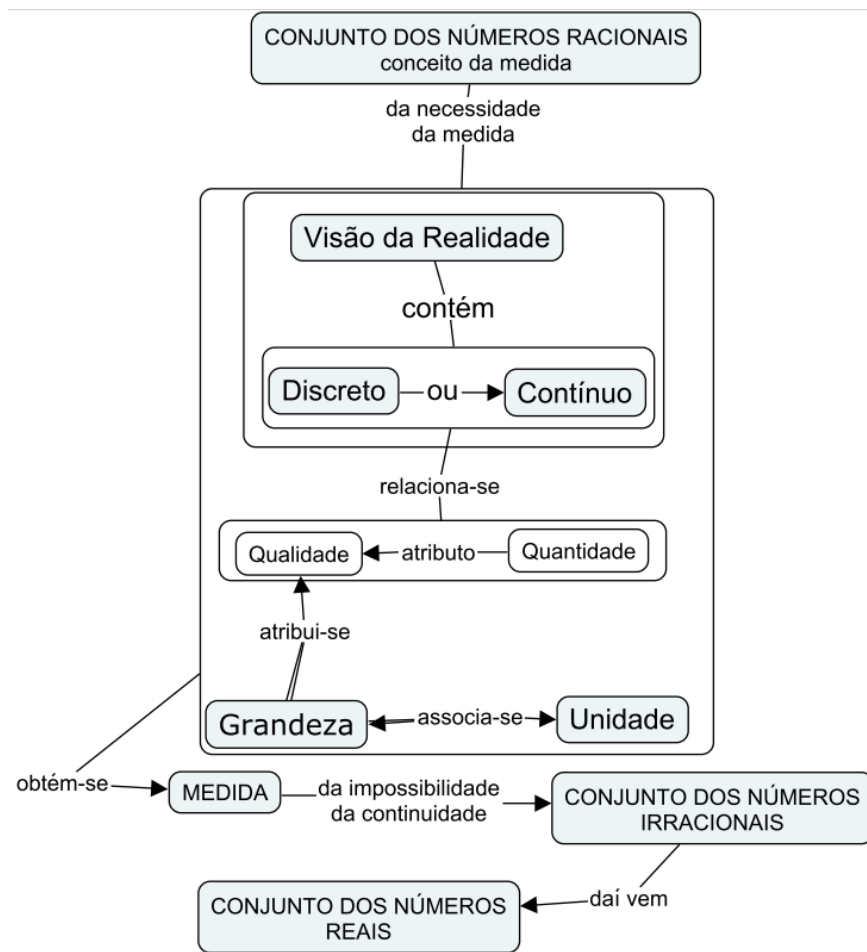 CONJUNTO DOS NÚMEROS RACIONAIS
conceito da medida
da necessidade
da medida
Visão da Realidade
contém
Discreto ou Contínuo
relaciona-se
Qualidade atributo Quantidade
atribui-se
Grandeza associa-se Unidade
obtém-se MEDIDA da impossibilidade
da continuidade
CONJUNTO DOS NÚMEROS
IRRACIONAIS
daí vem
CONJUNTO DOS NÚMEROS
REAIS